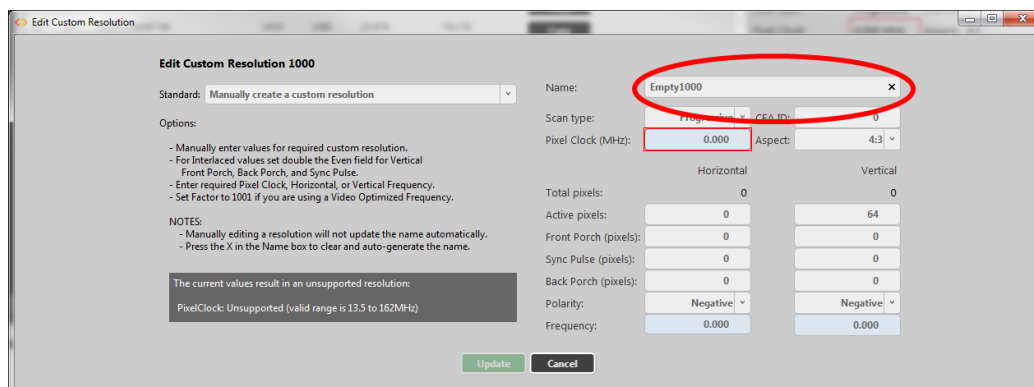 Edit Custom Resolution
Edit Custom Resolution 1000
Standard: Manually create a custom resolution
Options:
- Manually enter values for required custom resolution.
- For Interlaced values set double the Even field for Vertical
Front Porch, Back Porch, and Sync Pulse.
- Enter required Pixel Clock, Horizontal, or Vertical Frequency.
- Set Factor to 1001 if you are using a Video Optimized Frequency.
NOTES:
- Manually editing a resolution will not update the name automatically.
- Press the X in the Name box to clear and auto-generate the name.
The current values result in an unsupported resolution:
PixelClock: Unsupported (valid range is 13.5 to 162MHz)
Name: Empty1000 ×
Scan type: Progressive CEA ID: 0
Pixel Clock (MHz): 0.000 Aspect: 4:3
Horizontal Vertical
Total pixels: 0 0
Active pixels: 0 64
Front Porch (pixels): 0 0
Sync Pulse (pixels): 0 0
Back Porch (pixels): 0 0
Polarity: Negative Negative
Frequency: 0.000 0.000
Update Cancel